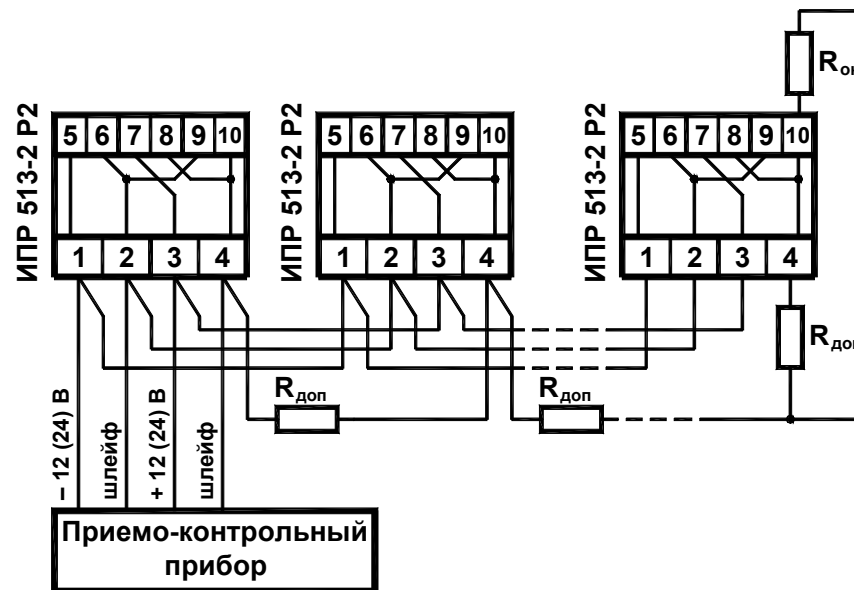 R
ИПР 513-2 Р2
5 6 7 8 9 10
1 2 3 4
ИПР 513-2 Р2
5 6 7 8 9 10
1 2 3 4
ИПР 513-2 Р2
5 6 7 8 9 10
1 2 3 4
Rдоп
Rдоп
R
– 12 (24) В
шлейф
+ 12 (24) В
шлейф
Приемо-контрольный
прибор